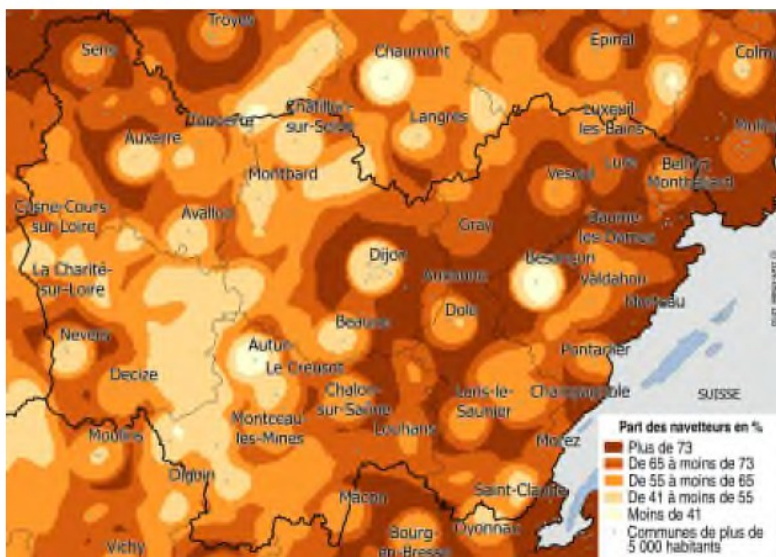 Troyes
Sens
Chaumont
Epinal
Colm
Châtillon-
sur-Seine
Langres
Luxeuil
les-Bains
Tonnerre
Auxerre
Montbard
Vesoul
Lure
Belfort
Montbéliard
Cosne-Cours
sur-Loire
Avallon
Gray
Baume-
les-Dames
Dijon
Besançon
La Charité-
sur-Loire
Auxonne
Valdahon
Morteau
Dole
Nevers
Beaune
Autun
Le Creusot
Pontarlier
Decize
Chalon-
sur-Saône
Lons-le-
Saunier
Champagnole
SUISSE
Montceau
les-Mines
Louhans
Moulins
Morez
Digoin
Saint-Claude
Mâcon
Oyonnax
Vichy
Bourg-
en-Bresse
Part des navetteurs en %
Plus de 73
De 65 à moins de 73
De 55 à moins de 65
De 41 à moins de 55
Moins de 41
Communes de plus de
5 000 habitants